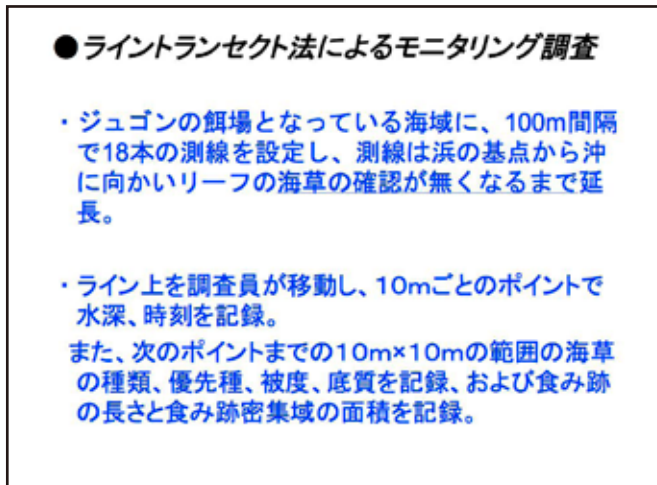 ●ライントランセクト法によるモニタリング調査
・ジュゴンの餌場となっている海域に、100m間隔
で18本の測線を設定し、測線は浜の基点から沖
に向かいリーフの海草の確認が無くなるまで延
長。
・ライン上を調査員が移動し、10mごとのポイントで
水深、時刻を記録。
また、次のポイントまでの10m×10mの範囲の海草
の種類、優先種、被度、底質を記録、および食み跡
の長さと食み跡密集域の面積を記録。